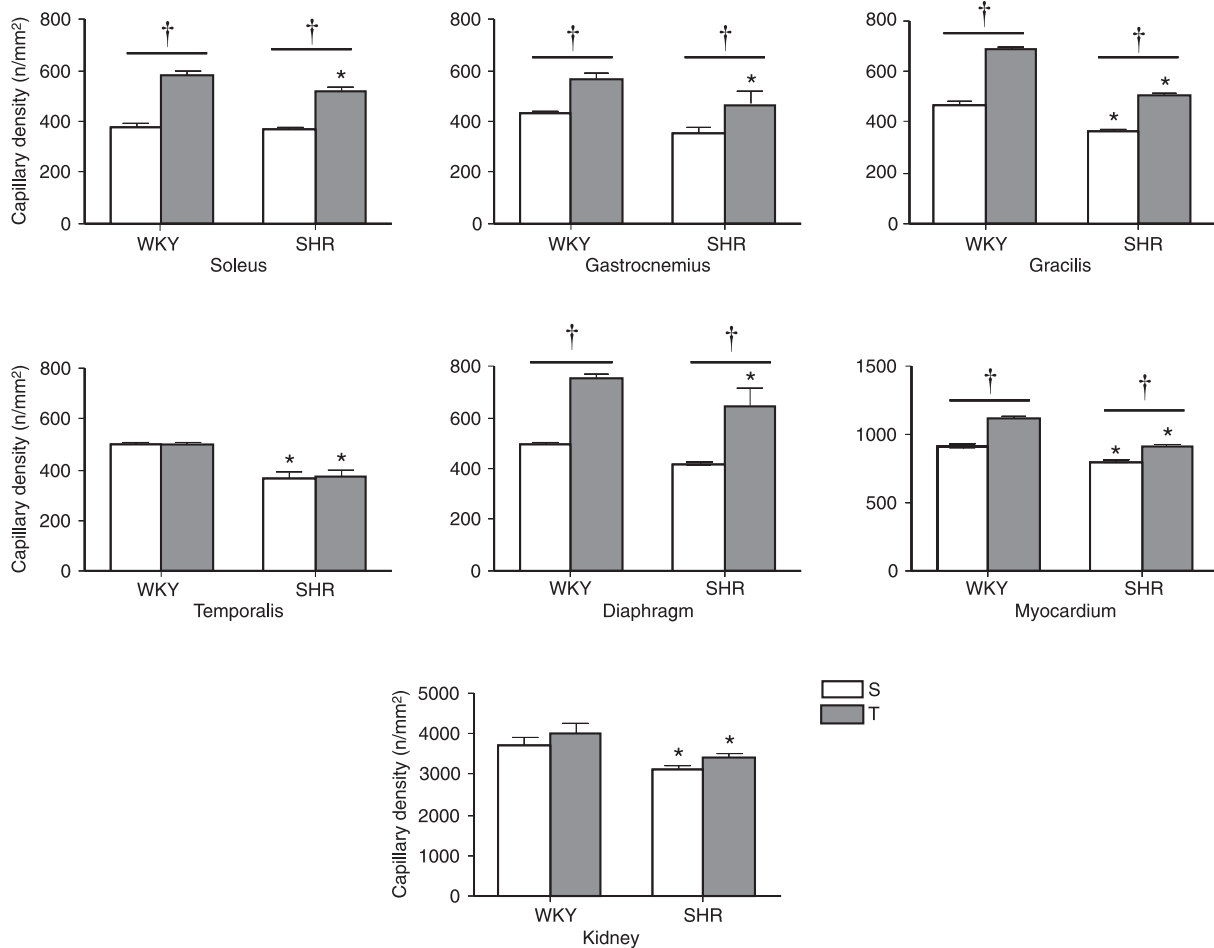 Capillary density (n/mm²)
800
600
400
200
0
†
†
*
WKY
SHR
Soleus
800
600
400
200
0
†
†
*
WKY
SHR
Gastrocnemius
800
600
400
200
0
†
†
*
*
WKY
SHR
Gracilis
Capillary density (n/mm²)
800
600
400
200
0
*
*
WKY
SHR
Temporalis
800
600
400
200
0
†
†
*
WKY
SHR
Diaphragm
1500
1000
500
0
†
†
*
*
WKY
SHR
Myocardium
Capillary density (n/mm²)
5000
4000
3000
2000
1000
0
*
*
WKY
SHR
Kidney
S
T